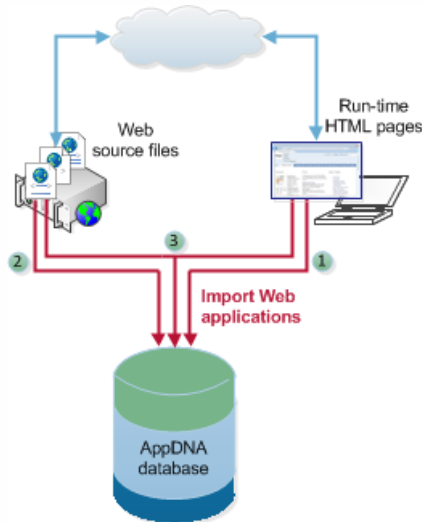 Run-time
HTML pages
Web
source files
3
2
1
Import Web
applications
AppDNA
database